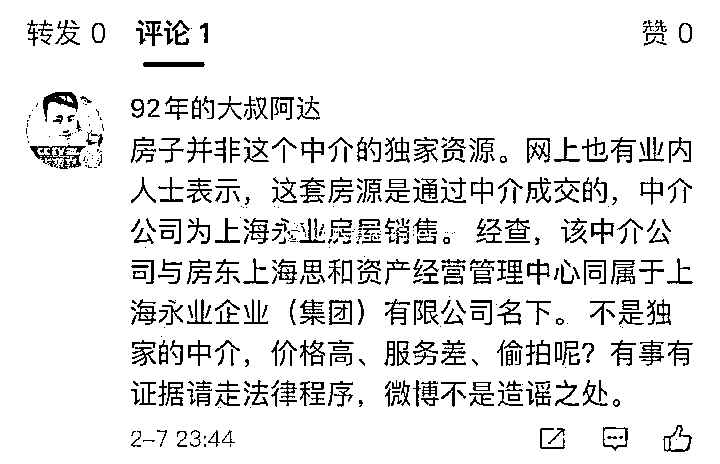 转发 0 评论 1 赞 0
92年的大叔阿达
房子并非这个中介的独家资源。网上也有业内
人士表示，这套房源是通过中介成交的，中介
公司为上海永业房屋销售。 经查，该中介公
司与房东上海思和资产经营管理中心同属于上
海永业企业（集团）有限公司名下。 不是独
家的中介，价格高、服务差、偷拍呢？有事有
证据请走法律程序，微博不是造谣之处。
2-7 23:44